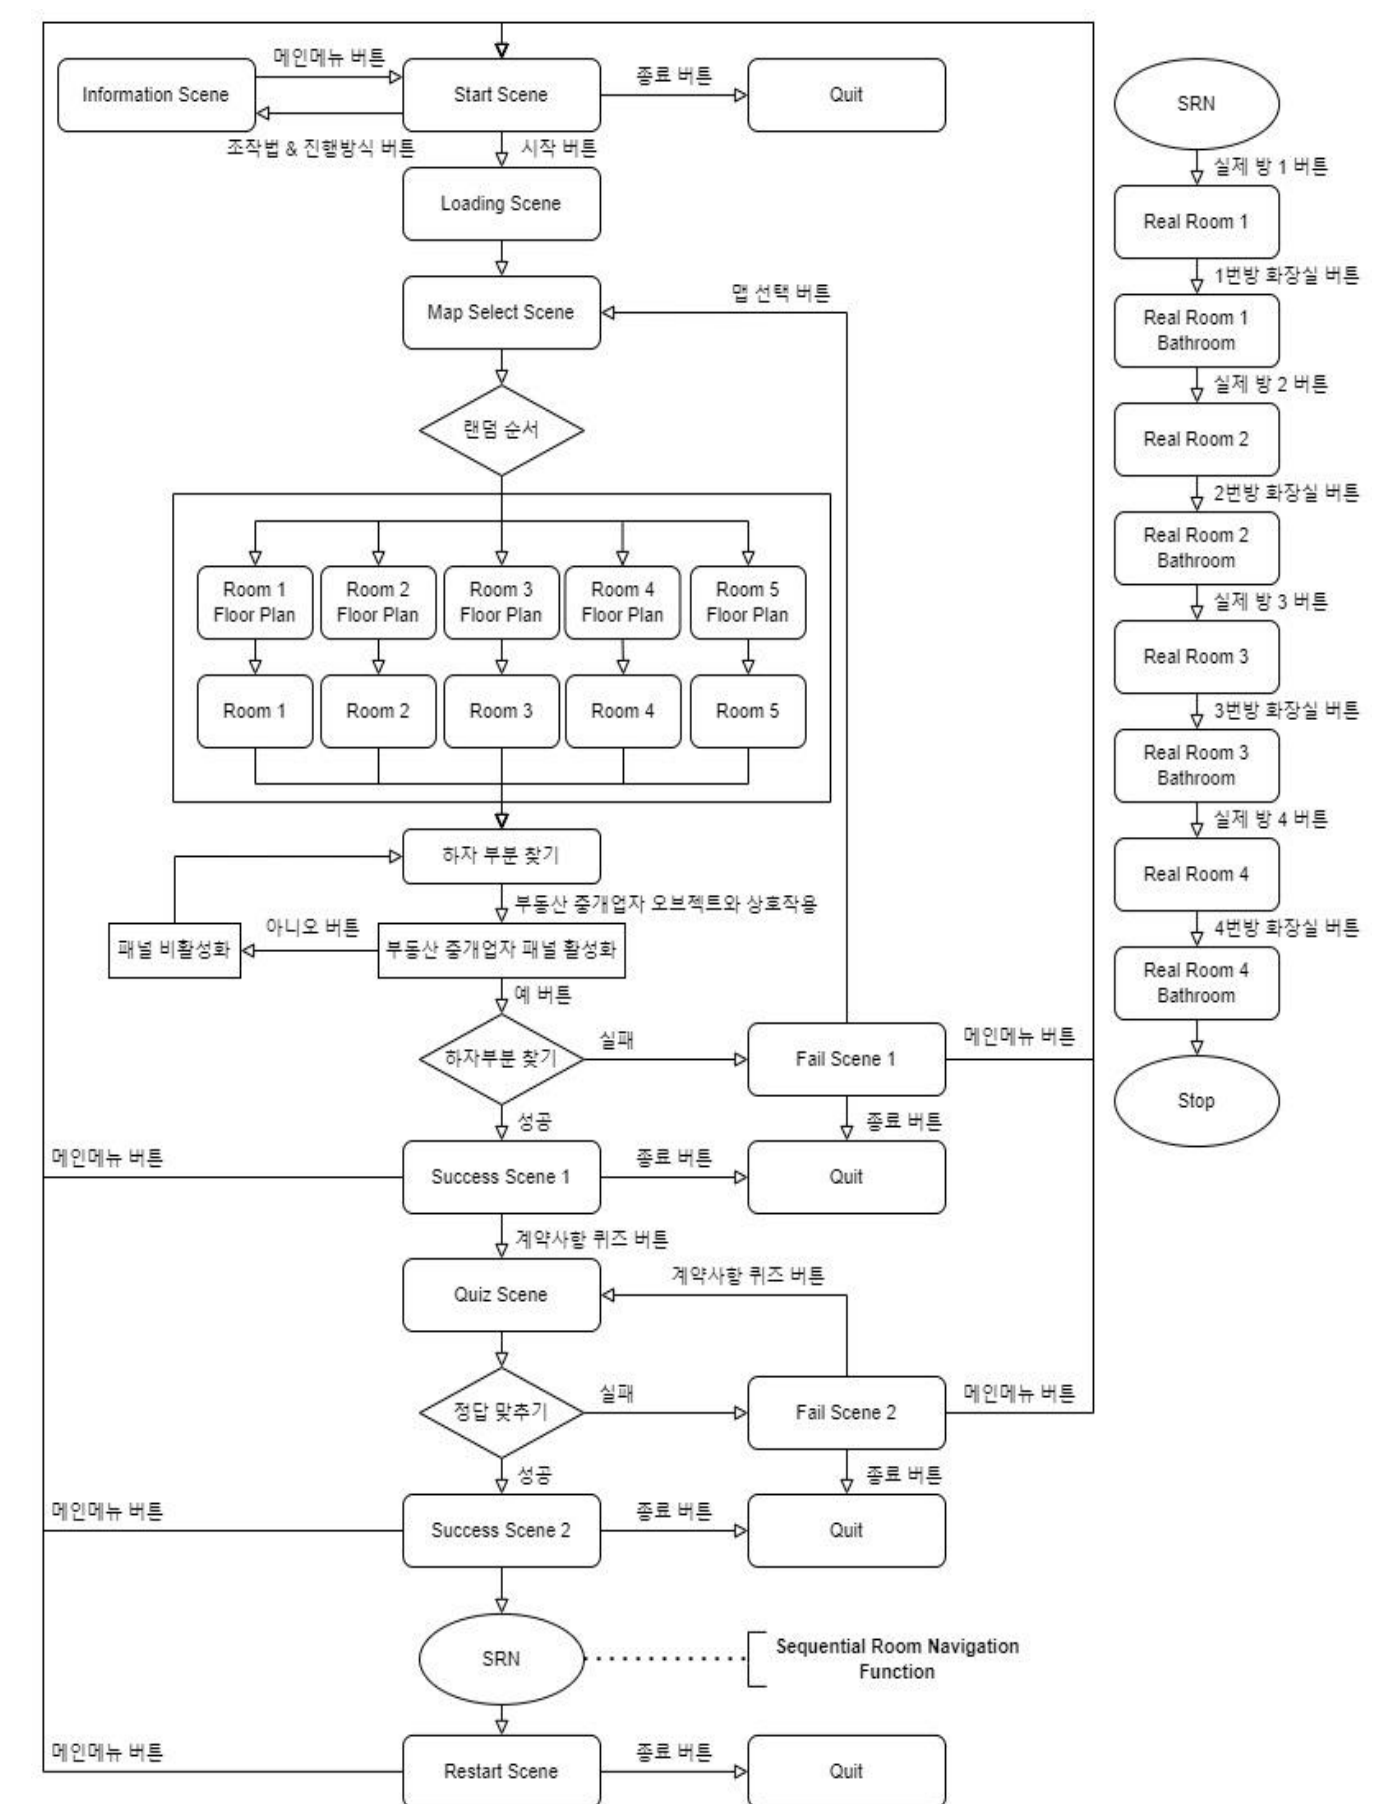 메인메뉴 버튼
Information Scene
Start Scene
종료 버튼
Quit
조작법 & 진행방식 버튼
시작 버튼
Loading Scene
Map Select Scene
맵 선택 버튼
랜덤 순서
Room 1
Floor Plan
Room 2
Floor Plan
Room 3
Floor Plan
Room 4
Floor Plan
Room 5
Floor Plan
Room 1
Room 2
Room 3
Room 4
Room 5
하자 부분 찾기
부동산 중개업자 오브젝트와 상호작용
아니오 버튼
패널 비활성화
부동산 중개업자 패널 활성화
예 버튼
하자부분 찾기
실패
Fail Scene 1
메인메뉴 버튼
성공
종료 버튼
메인메뉴 버튼
Success Scene 1
종료 버튼
Quit
계약사항 퀴즈 버튼
Quiz Scene
계약사항 퀴즈 버튼
정답 맞추기
실패
Fail Scene 2
메인메뉴 버튼
성공
종료 버튼
메인메뉴 버튼
Success Scene 2
종료 버튼
Quit
SRN
Sequential Room Navigation
Function
메인메뉴 버튼
Restart Scene
종료 버튼
Quit
SRN
실제 방 1 버튼
Real Room 1
1번방 화장실 버튼
Real Room 1
Bathroom
실제 방 2 버튼
Real Room 2
2번방 화장실 버튼
Real Room 2
Bathroom
실제 방 3 버튼
Real Room 3
3번방 화장실 버튼
Real Room 3
Bathroom
실제 방 4 버튼
Real Room 4
4번방 화장실 버튼
Real Room 4
Bathroom
Stop